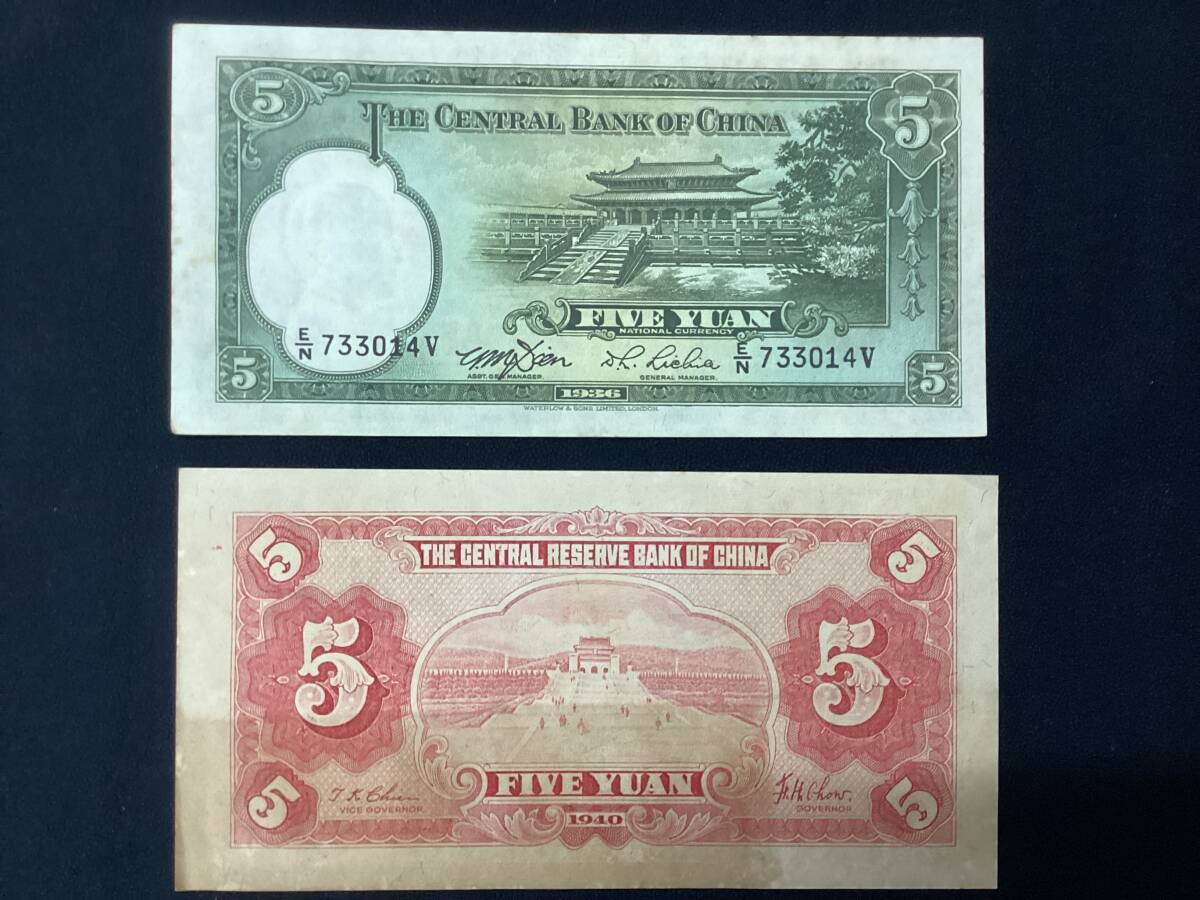 5
5
THE CENTRAL BANK OF CHINA
FIVE YUAN
NATIONAL CURRENCY
E/N 733014V
E/N 733014V
ASST. GEN. MANAGER.
GENERAL MANAGER.
5
1936
5
WATERLOW & SONS LIMITED, LONDON.
5
THE CENTRAL RESERVE BANK OF CHINA
5
5
5
FIVE YUAN
5
T K Chien
VICE GOVERNOR
1940
F. H. Chow.
GOVERNOR
5